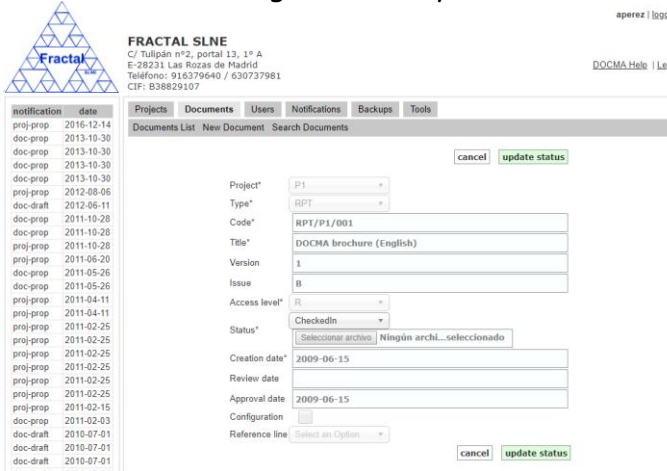 aperez |
Fractal
SLNE
FRACTAL SLNE
C/ Tulipán nº2, portal 13, 1º A
E-28231 Las Rozas de Madrid
Teléfono: 916379640 / 630737981
CIF: B38829107
DOCMA Help |
notification date
proj-prop 2016-12-14
doc-prop 2013-10-30
doc-prop 2013-10-30
doc-prop 2013-10-30
doc-prop 2013-10-30
proj-prop 2012-08-06
doc-draft 2012-06-11
doc-prop 2011-10-28
doc-prop 2011-10-28
proj-prop 2011-10-28
proj-prop 2011-06-20
doc-prop 2011-05-26
doc-prop 2011-05-26
proj-prop 2011-04-11
proj-prop 2011-04-11
proj-prop 2011-02-25
proj-prop 2011-02-25
proj-prop 2011-02-25
proj-prop 2011-02-25
proj-prop 2011-02-25
proj-prop 2011-02-25
proj-prop 2011-02-15
doc-prop 2011-02-03
doc-draft 2010-07-01
doc-draft 2010-07-01
doc-draft 2010-07-01
Projects Documents Users Notifications Backups Tools
Documents List New Document Search Documents
cancel update status
Project* P1
Type* RPT
Code* RPT/P1/001
Title* DOCMA brochure (English)
Version 1
Issue B
Access level* R
Status* CheckedIn
Seleccionar archivo Ningún archi...seleccionado
Creation date* 2009-06-15
Review date
Approval date 2009-06-15
Configuration
Reference line Select an Option
cancel update status